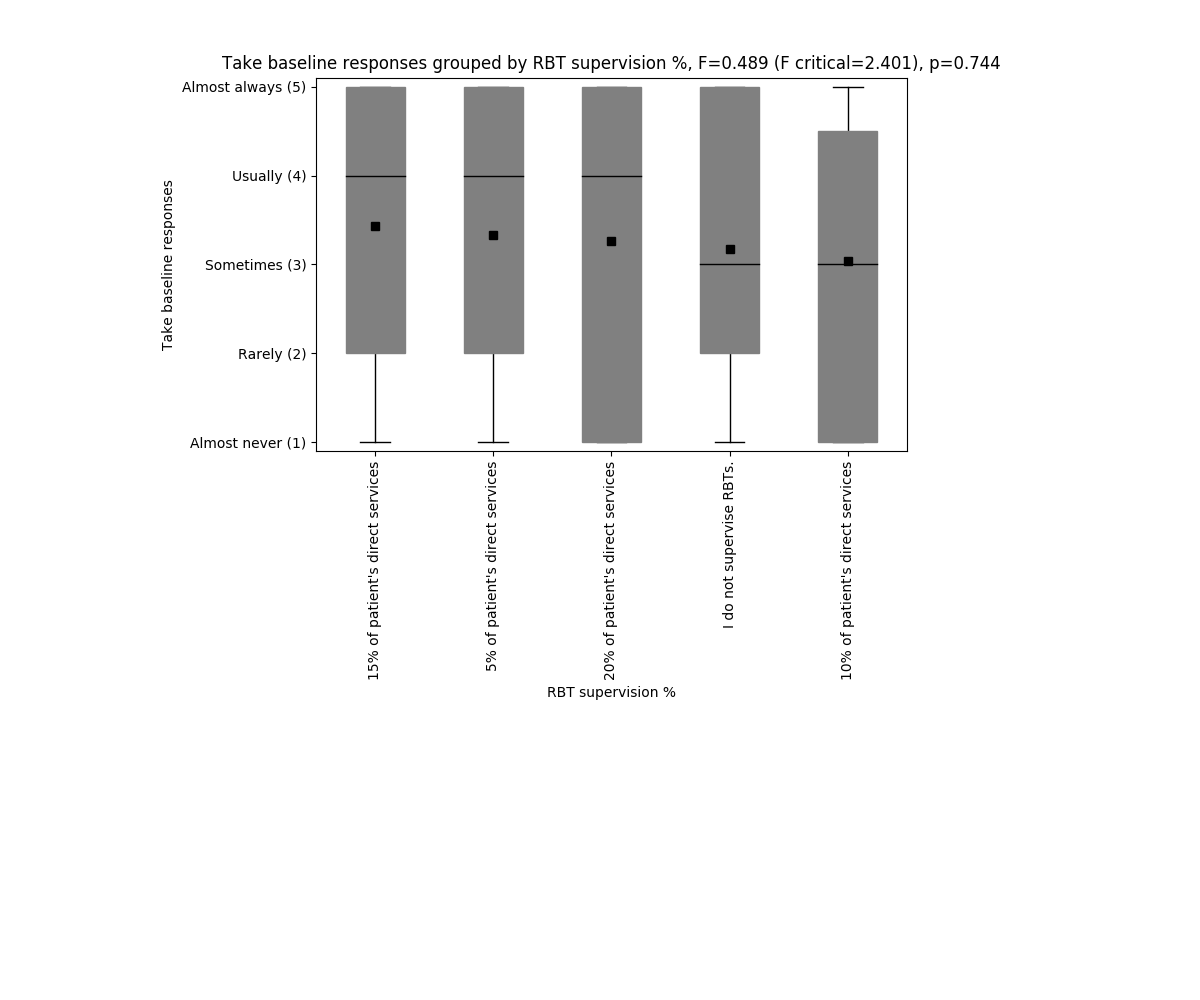 Take baseline responses grouped by RBT supervision %, F=0.489 (F critical=2.401), p=0.744
Take baseline responses
Almost always (5)
Usually (4)
Sometimes (3)
Rarely (2)
Almost never (1)
15% of patient's direct services
5% of patient's direct services
20% of patient's direct services
I do not supervise RBTs.
10% of patient's direct services
RBT supervision %